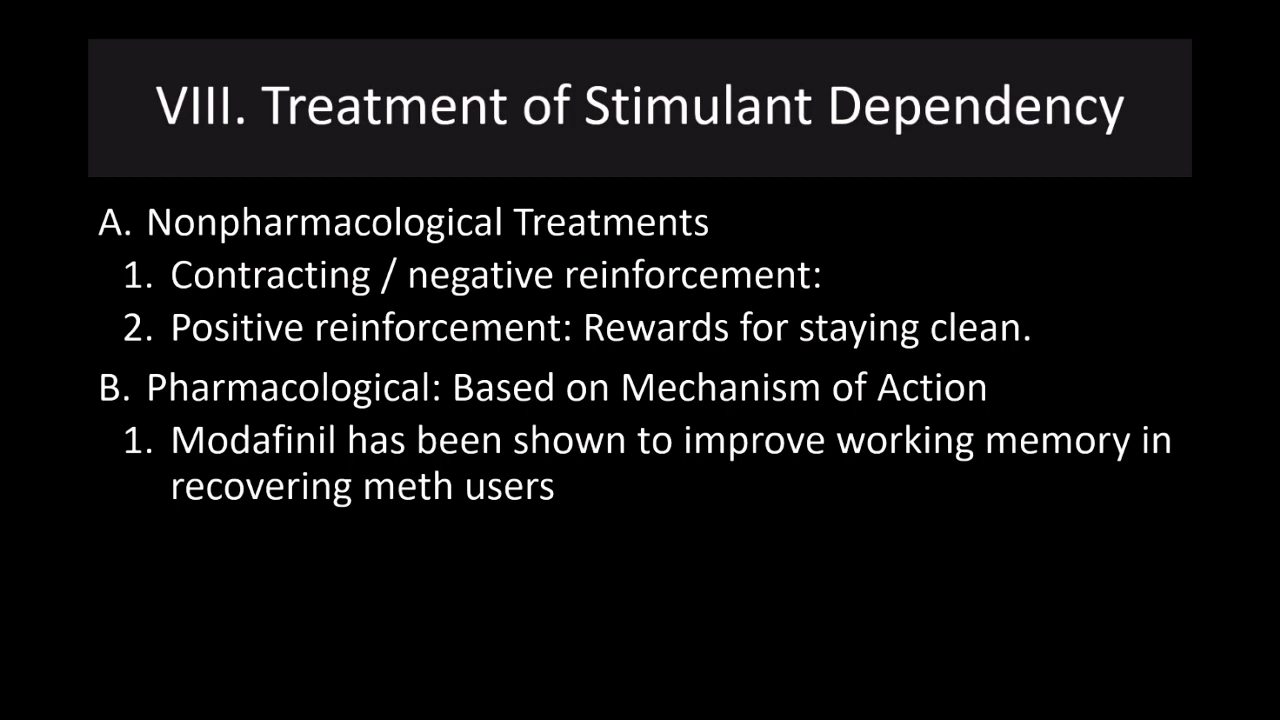 VIII. Treatment of Stimulant Dependency
A. Nonpharmacological Treatments
1. Contracting / negative reinforcement:
2. Positive reinforcement: Rewards for staying clean.
B. Pharmacological: Based on Mechanism of Action
1. Modafinil has been shown to improve working memory in
recovering meth users